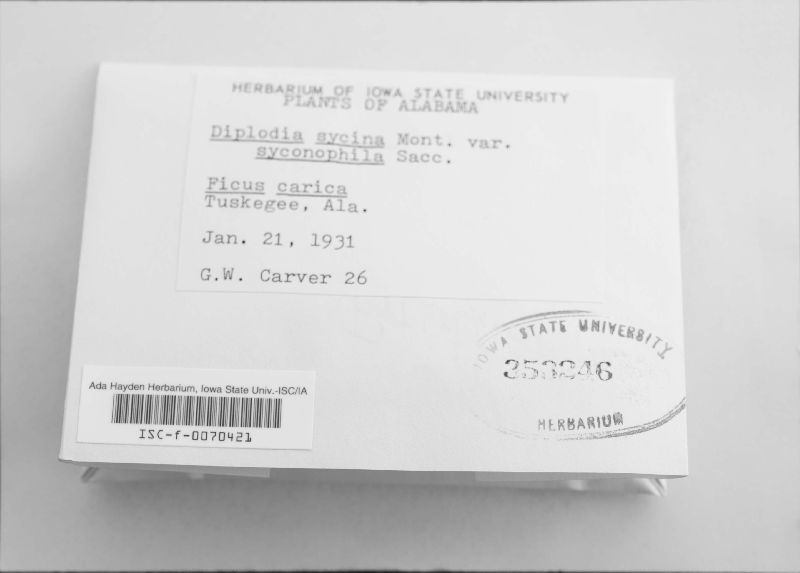 HERBARIUM OF IOWA STATE UNIVERSITY
PLANTS OF ALABAMA
Diplodia sycina Mont. var.
syconophila Sacc.
Ficus carica
Tuskegee, Ala.
Jan. 21, 1931
G.W. Carver 26
IOWA STATE UNIVERSITY
HERBARIUM
Ada Hayden Herbarium, Iowa State Univ.-ISC/IA
ISC-f-0070421